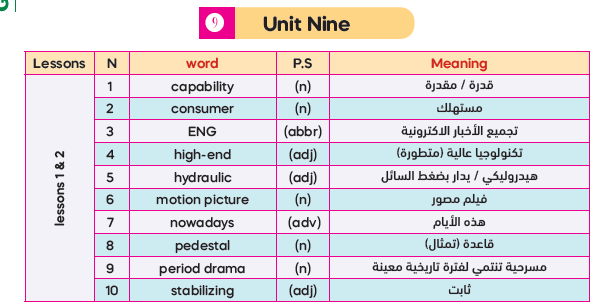 9 Unit Nine
Lessons N word P.S Meaning
lessons 1 & 2
1 capability (n) قدرة / مقدرة
2 consumer (n) مستهلك
3 ENG (abbr) تجميع الأخبار الاكترونية
4 high-end (adj) تكنولوجيا عالية (متطورة)
5 hydraulic (adj) هيدروليكي / يدار بضغط السائل
6 motion picture (n) فيلم مصور
7 nowadays (adv) هذه الأيام
8 pedestal (n) قاعدة (تمثال)
9 period drama (n) مسرحية تنتمي لفترة تاريخية معينة
10 stabilizing (adj) ثابت